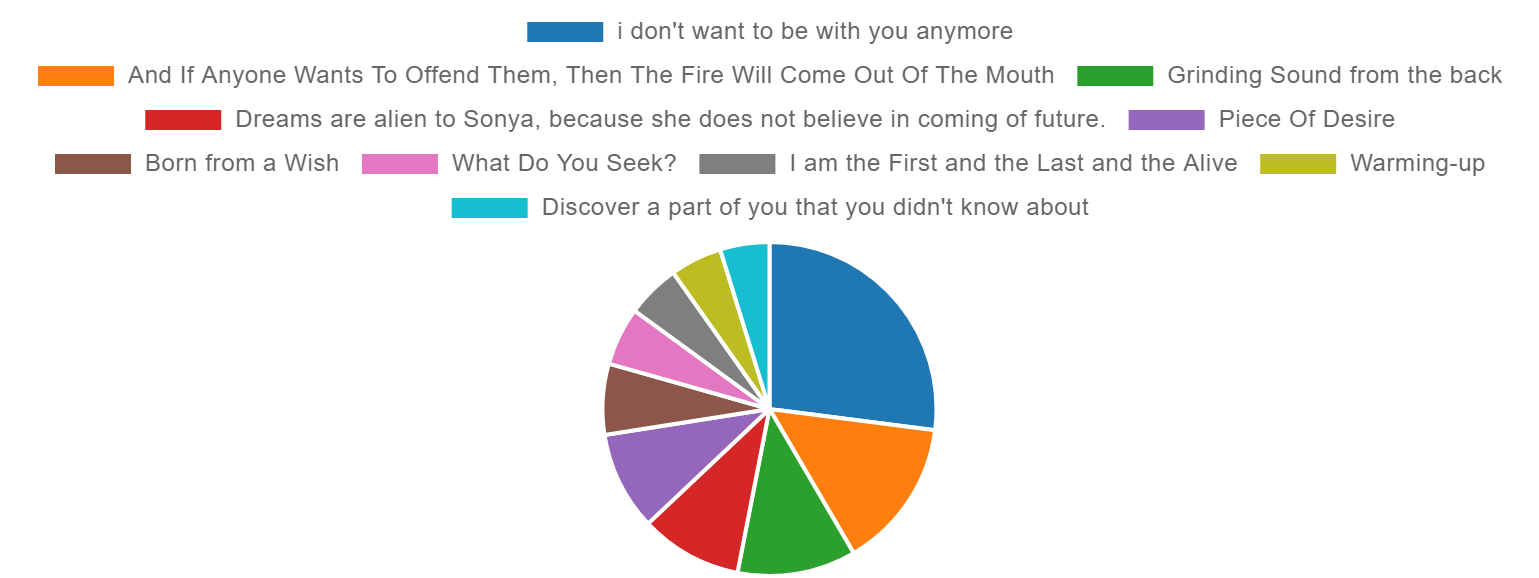 i don't want to be with you anymore
And If Anyone Wants To Offend Them, Then The Fire Will Come Out Of The Mouth Grinding Sound from the back
Dreams are alien to Sonya, because she does not believe in coming of future. Piece Of Desire
Born from a Wish What Do You Seek? I am the First and the Last and the Alive Warming-up
Discover a part of you that you didn't know about